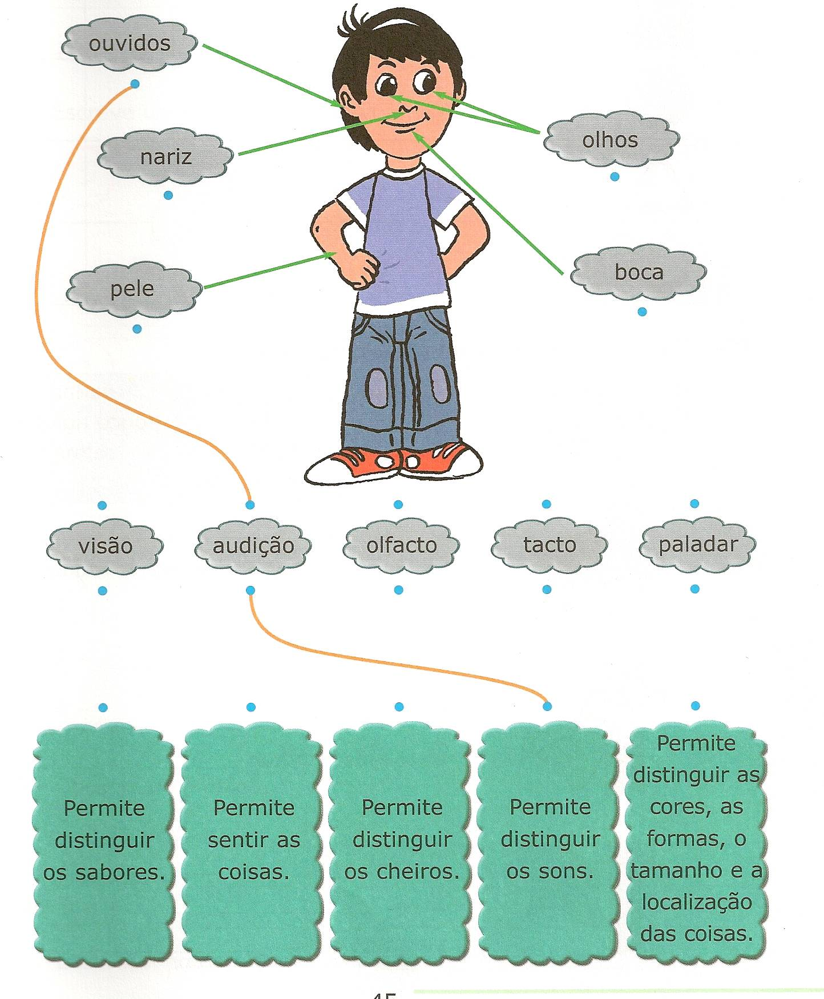 ouvidos
nariz
olhos
pele
boca
visão
audição
olfacto
tacto
paladar
Permite
distinguir
os sabores.
Permite
sentir as
coisas.
Permite
distinguir
os cheiros.
Permite
distinguir
os sons.
Permite
distinguir as
cores, as
formas, o
tamanho e a
localização
das coisas.